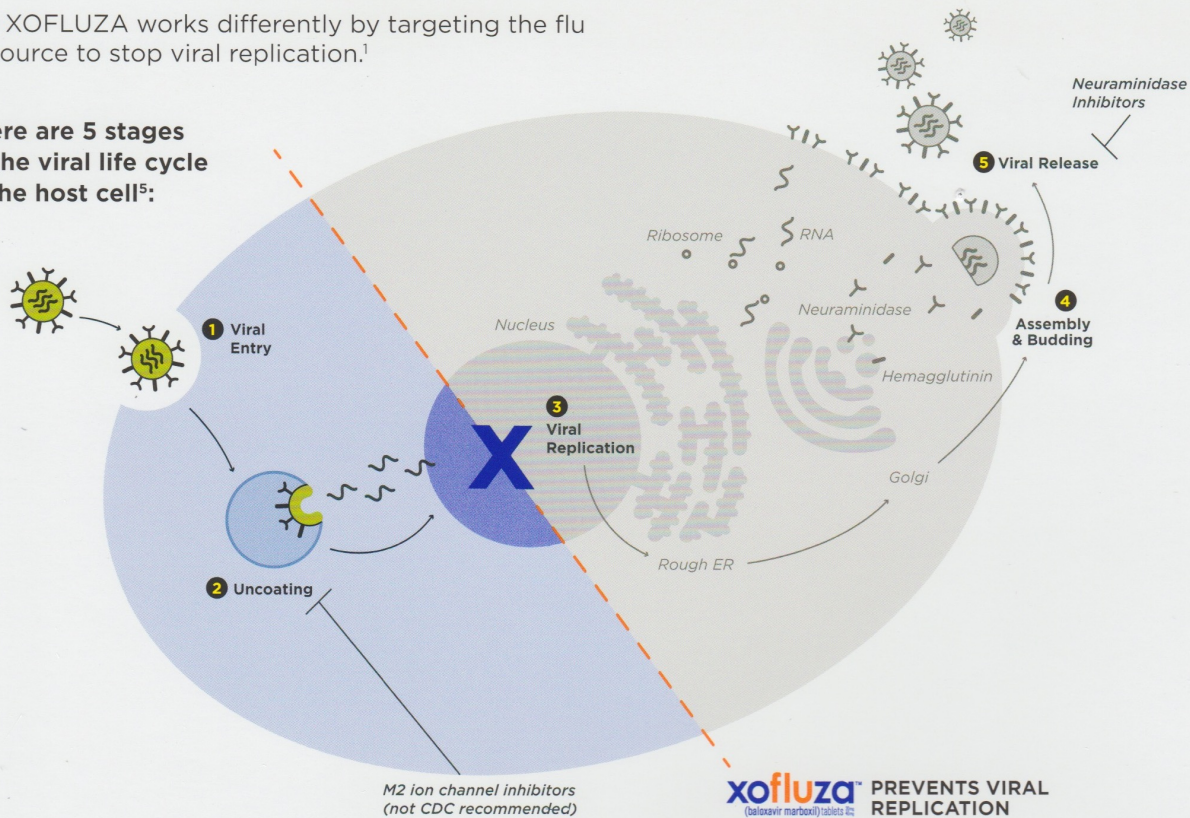 XOFLUZA works differently by targeting the flu
ource to stop viral replication.¹
ere are 5 stages
he viral life cycle
he host cell⁵:
Neuraminidase
Inhibitors
5 Viral Release
Ribosome
RNA
Nucleus
Neuraminidase
4
Assembly
& Budding
1 Viral
Entry
Hemagglutinin
3
Viral
Replication
X
Golgi
Rough ER
2 Uncoating
M2 ion channel inhibitors
(not CDC recommended)
xofluza™
(baloxavir marboxil) tablets
PREVENTS VIRAL
REPLICATION